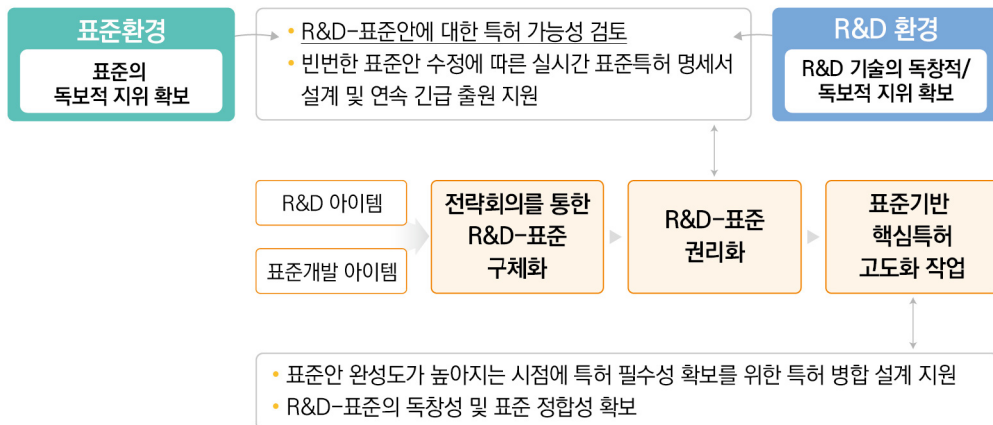 표준환경
표준의
독보적 지위 확보
• R&D-표준안에 대한 특허 가능성 검토
• 빈번한 표준안 수정에 따른 실시간 표준특허 명세서
설계 및 연속 긴급 출원 지원
R&D 환경
R&D 기술의 독창적/
독보적 지위 확보
R&D 아이템
표준개발 아이템
전략회의를 통한
R&D-표준
구체화
R&D-표준
권리화
표준기반
핵심특허
고도화 작업
• 표준안 완성도가 높아지는 시점에 특허 필수성 확보를 위한 특허 병합 설계 지원
• R&D-표준의 독창성 및 표준 정합성 확보